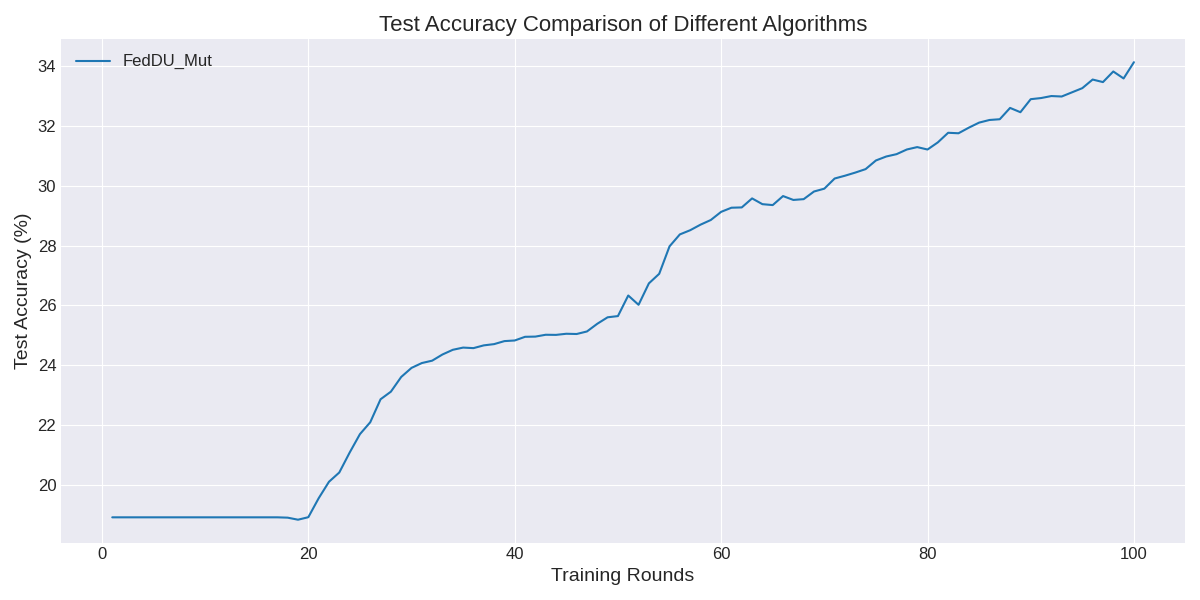 Test Accuracy Comparison of Different Algorithms
FedDU_Mut
34
32
30
28
26
24
22
20
Test Accuracy (%)
0 20 40 60 80 100
Training Rounds